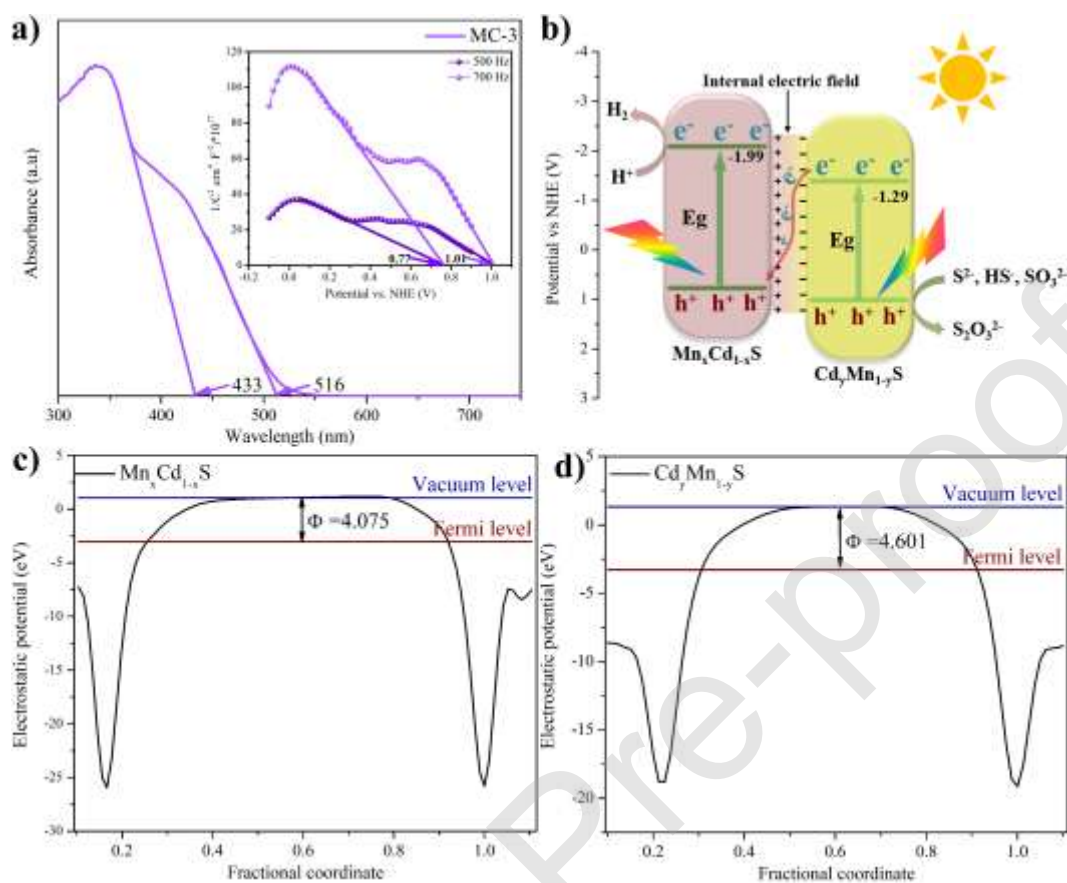 a)
MC-3
500 Hz
700 Hz
120
100
80
60
40
20
0
-0.2 0.0 0.2 0.4 0.6 0.8 1.0
0.77 1.01
Potential vs. NHE (V)
Absorbance (a.u)
433 516
300 400 500 600 700
Wavelength (nm)
b)
-4
-3
-2
-1
0
1
2
3
Potential vs NHE (V)
Internal electric field
H₂
H⁺
e⁻ e⁻ e⁻
-1.99
Eg
h⁺ h⁺ h⁺
MnₓCd₁₋ₓS
e⁻ e⁻ e⁻
-1.29
Eg
h⁺ h⁺ h⁺
CdᵧMn₁₋ᵧS
S²⁻, HS⁻, SO₃²⁻
S₂O₃²⁻
c)
MnₓCd₁₋ₓS
Vacuum level
Φ =4.075
Fermi level
5
0
-5
-10
-15
-20
-25
-30
Electrostatic potential (eV)
0.2 0.4 0.6 0.8 1.0
Fractional coordinate
d)
CdᵧMn₁₋ᵧS
Vacuum level
Φ =4.601
Fermi level
5
0
-5
-10
-15
-20
Electrostatic potential (eV)
0.2 0.4 0.6 0.8 1.0
Fractional coordinate
Pre-proof